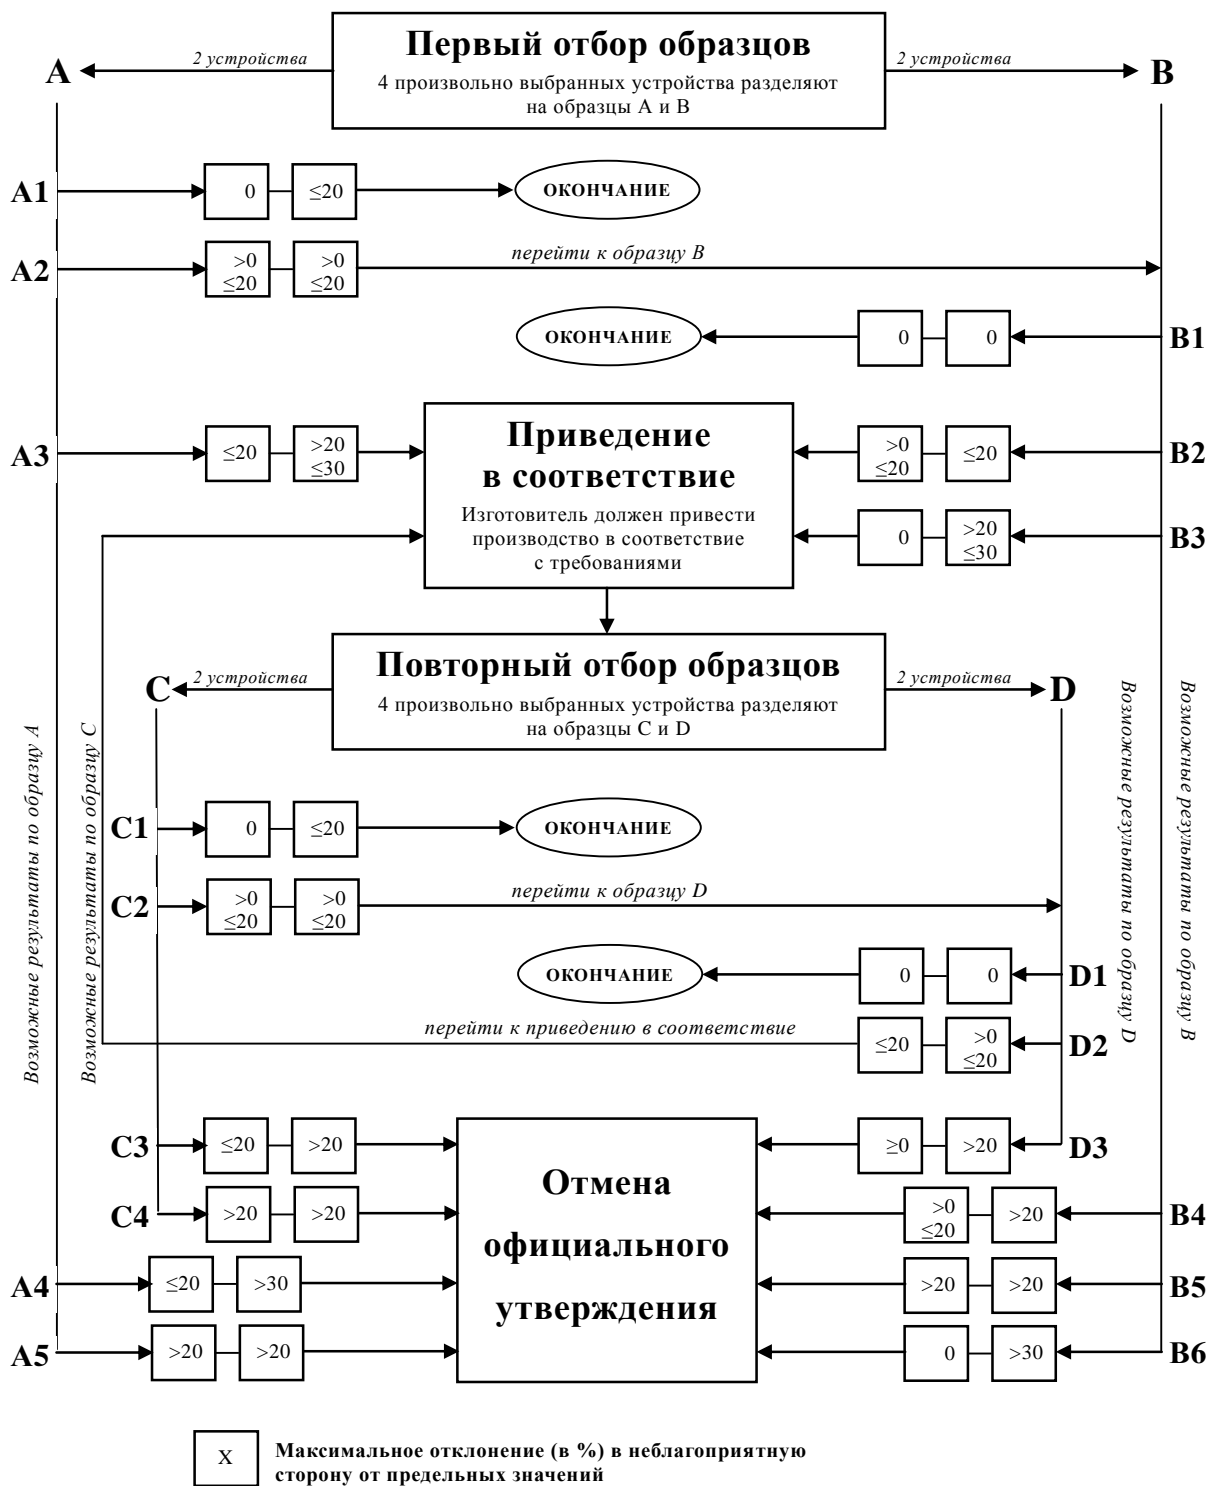 Первый отбор образцов
4 произвольно выбранных устройства разделяют
на образцы A и B
2 устройства
2 устройства
A
B
A1
0
≤20
ОКОНЧАНИЕ
A2
>0
≤20
>0
≤20
перейти к образцу B
ОКОНЧАНИЕ
0
0
B1
A3
≤20
>20
≤30
Приведение
в соответствие
Изготовитель должен привести
производство в соответствие
с требованиями
>0
≤20
≤20
B2
0
>20
≤30
B3
Повторный отбор образцов
4 произвольно выбранных устройства разделяют
на образцы C и D
2 устройства
2 устройства
C
D
Возможные результаты по образцу A
Возможные результаты по образцу C
Возможные результаты по образцу D
Возможные результаты по образцу B
C1
0
≤20
ОКОНЧАНИЕ
C2
>0
≤20
>0
≤20
перейти к образцу D
ОКОНЧАНИЕ
0
0
D1
перейти к приведению в соответствие
≤20
>0
≤20
D2
C3
≤20
>20
Отмена
официального
утверждения
≥0
>20
D3
C4
>20
>20
>0
≤20
>20
B4
A4
≤20
>30
>20
>20
B5
A5
>20
>20
0
>30
B6
X
Максимальное отклонение (в %) в неблагоприятную
сторону от предельных значений